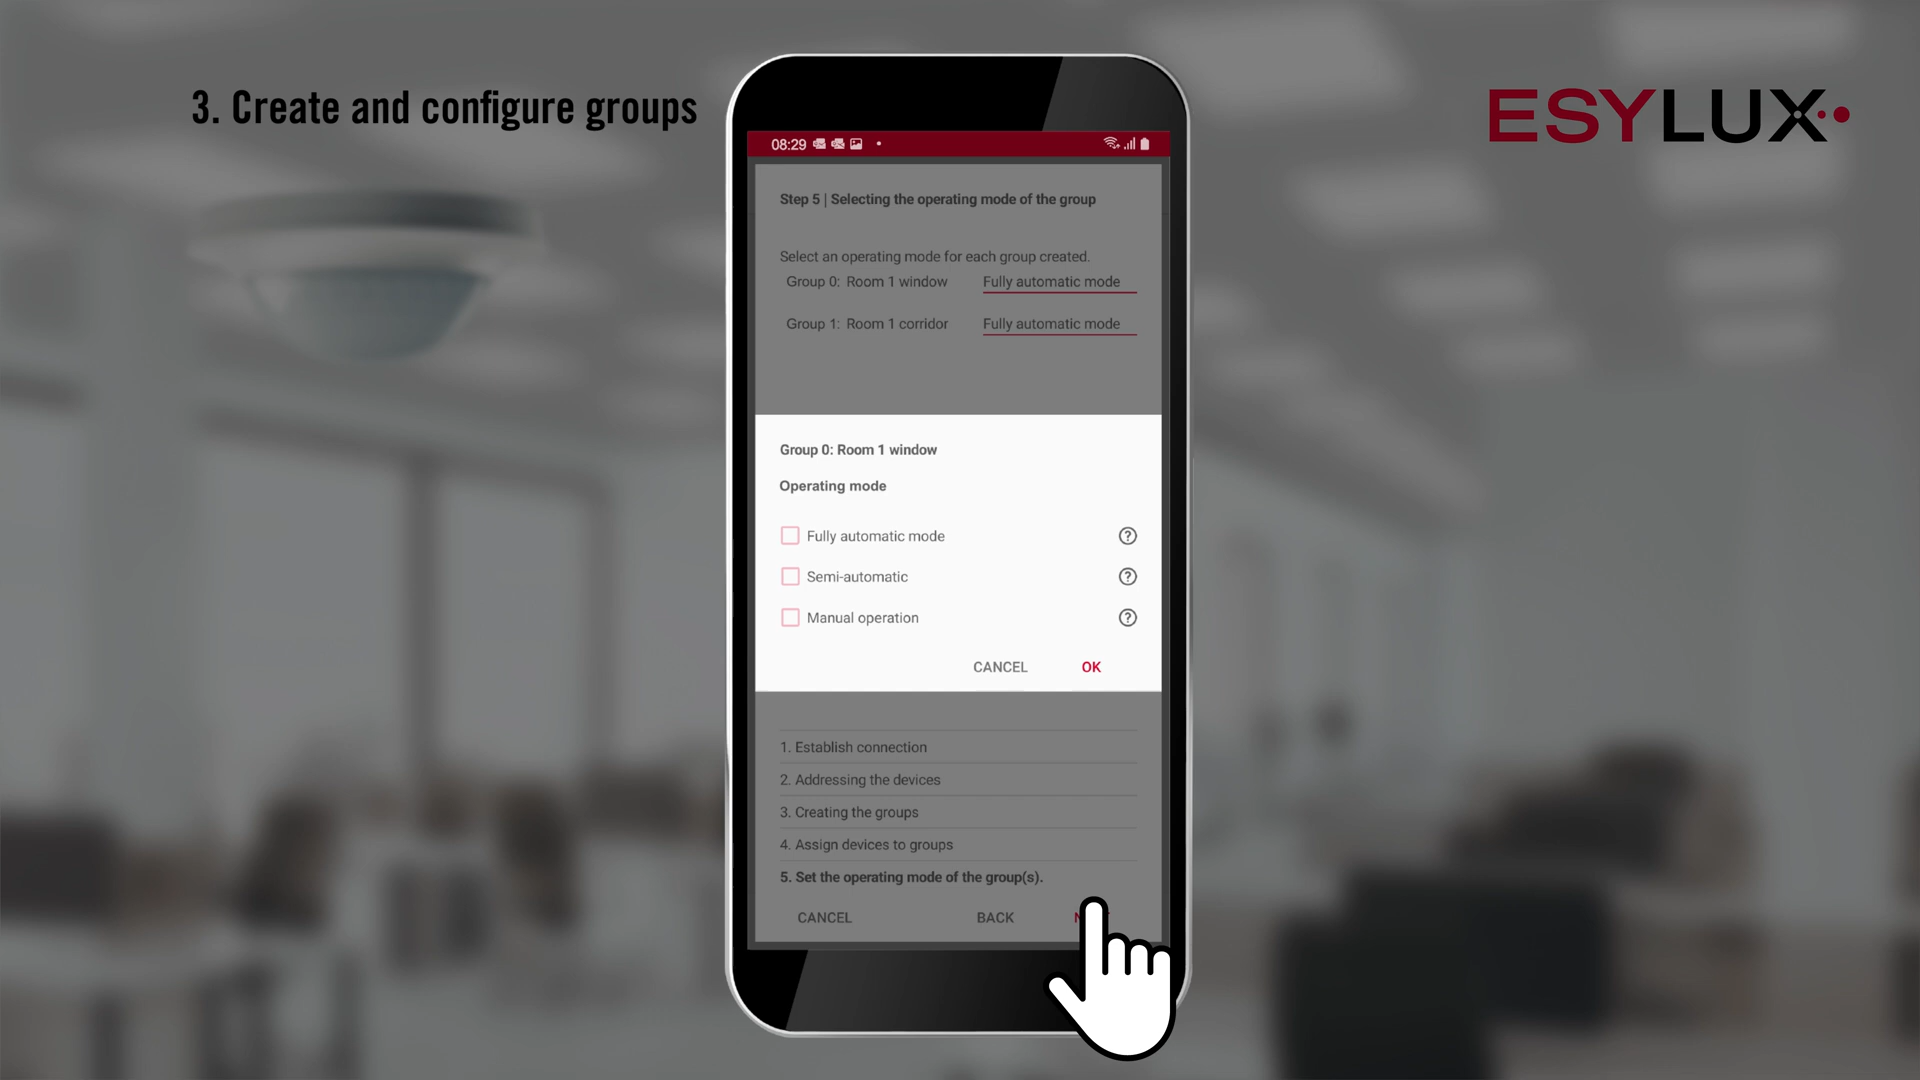 3. Create and configure groups
ESYLUX
08:29
Step 5 | Selecting the operating mode of the group
Select an operating mode for each group created.
Group 0: Room 1 window Fully automatic mode
Group 1: Room 1 corridor Fully automatic mode
Group 0: Room 1 window
Operating mode
Fully automatic mode
Semi-automatic
Manual operation
CANCEL OK
1. Establish connection
2. Addressing the devices
3. Creating the groups
4. Assign devices to groups
5. Set the operating mode of the group(s).
CANCEL BACK